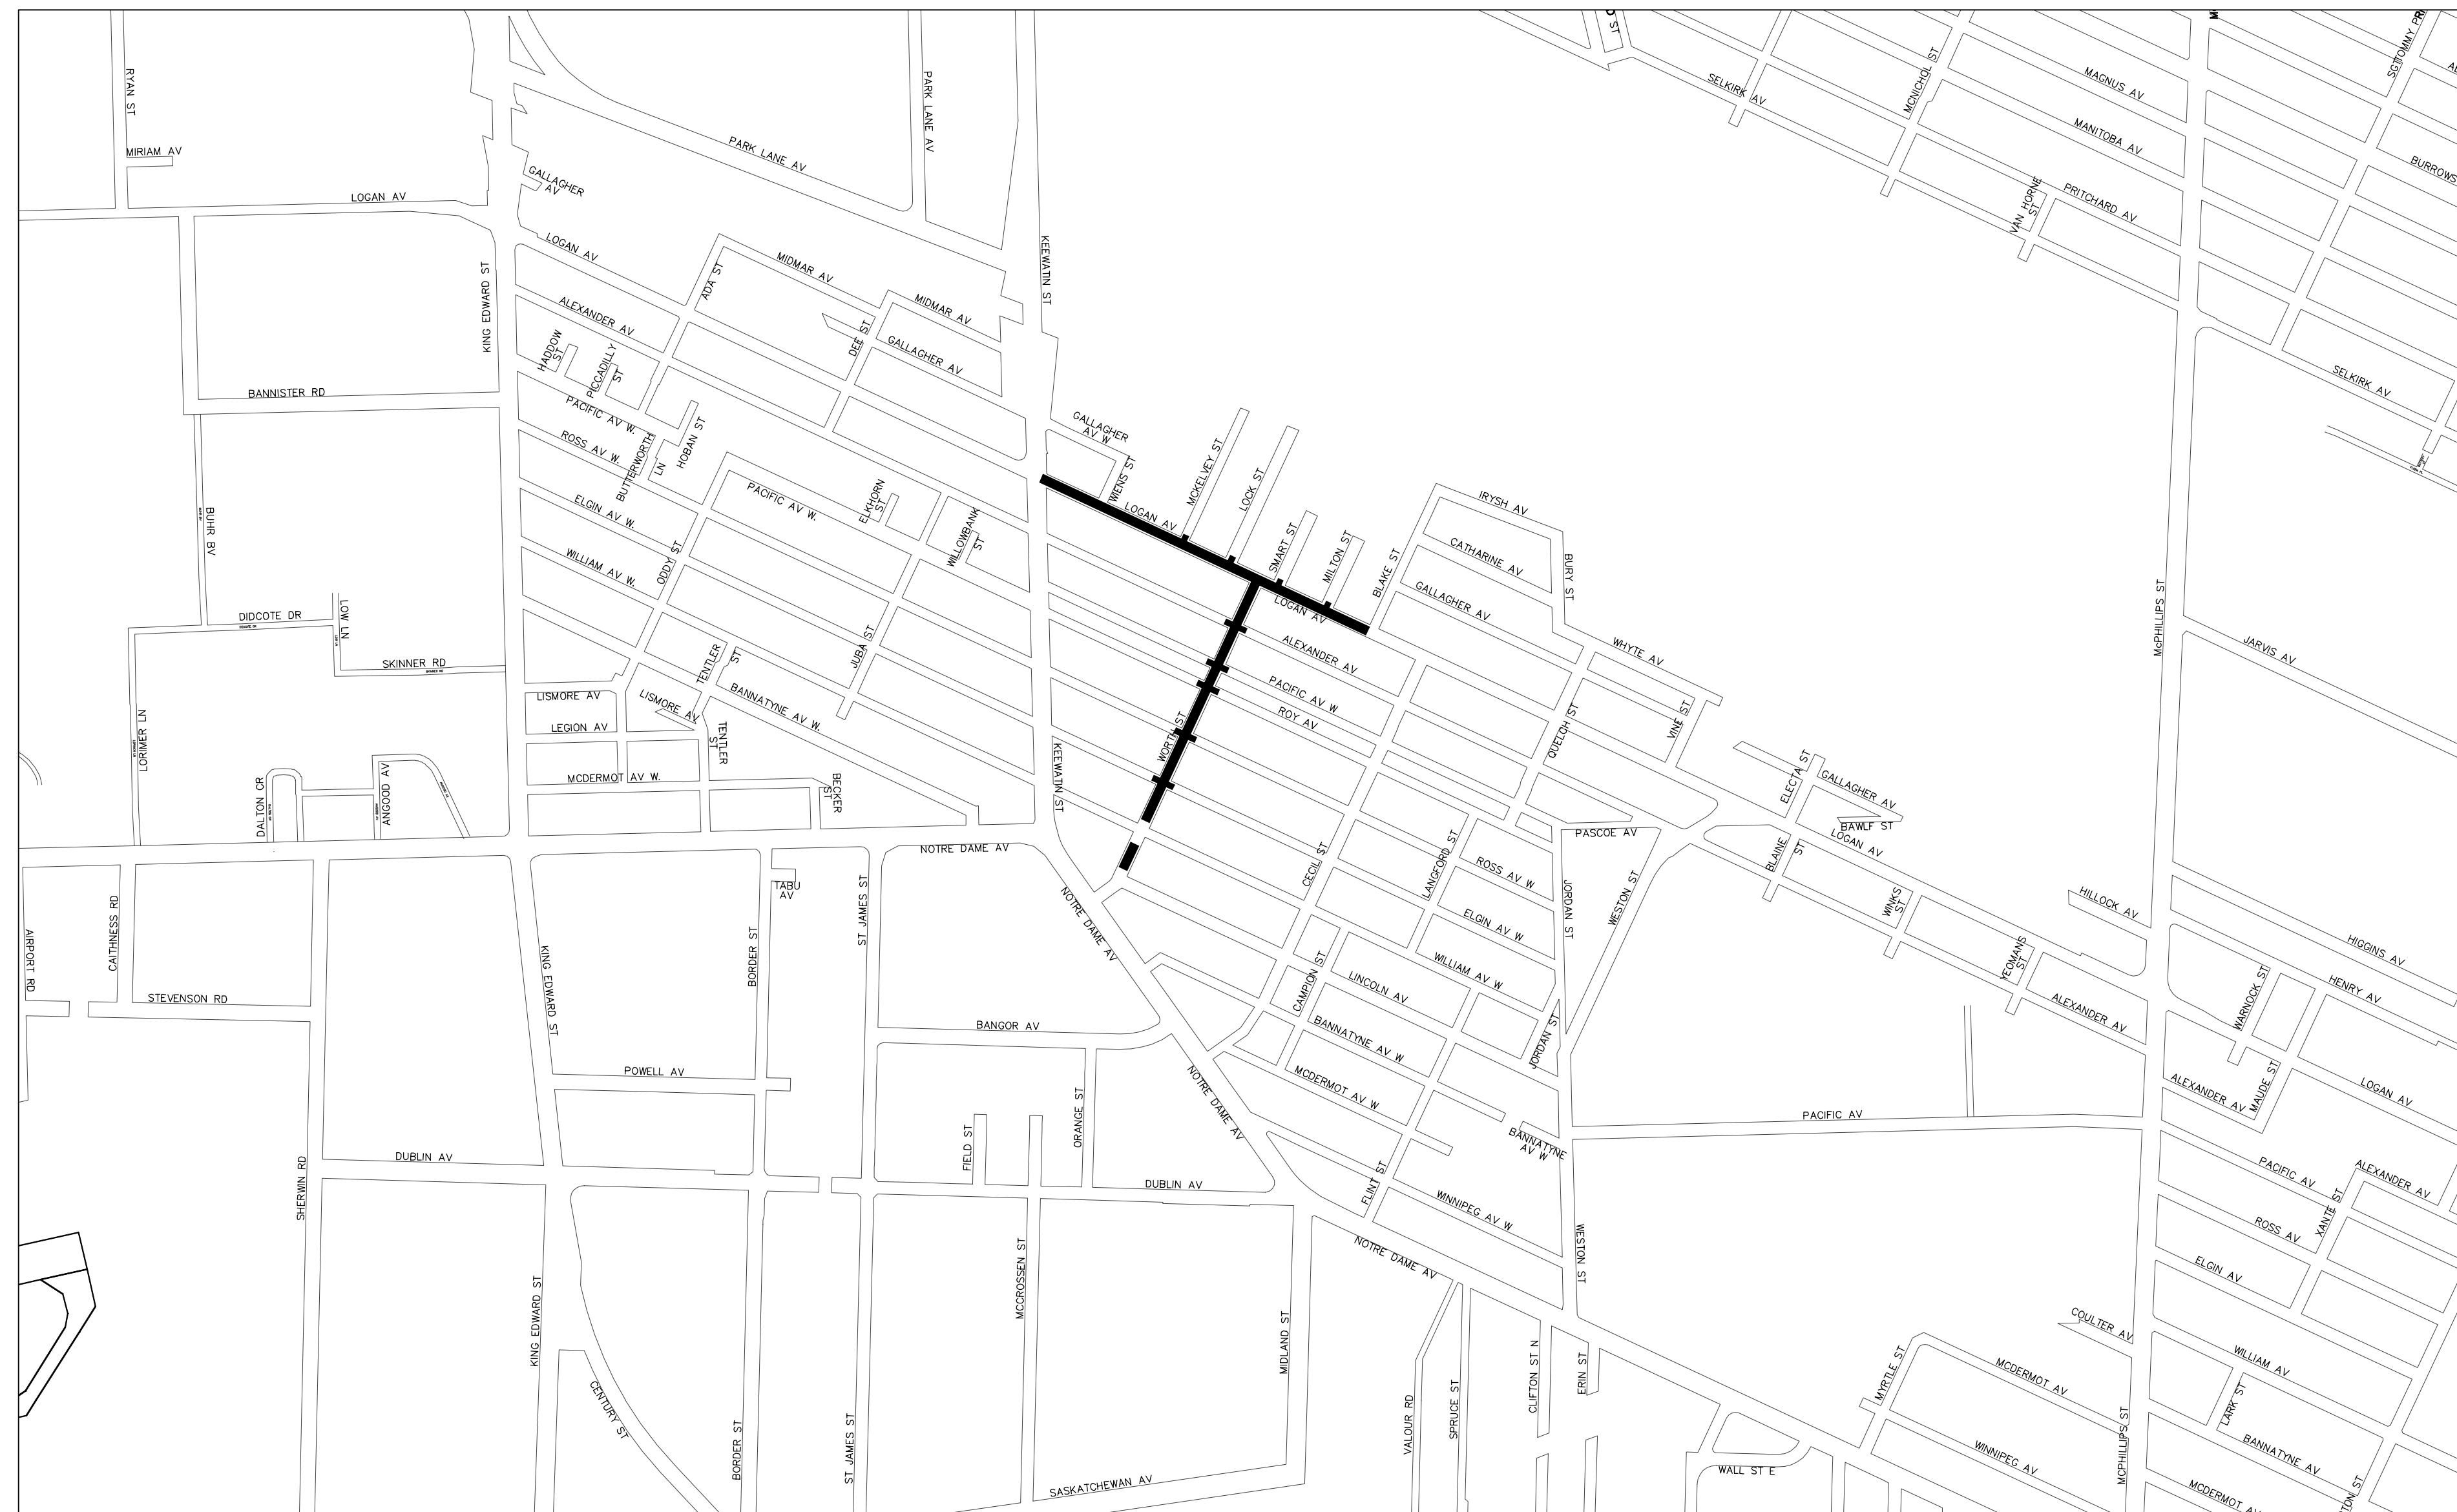 RYAN ST
MIRIAM AV
LOGAN AV
GALLAGHER
AV
PARK LANE AV
PARK LANE AV
KEEWATIN ST
SELKIRK AV
MCNICHOL ST
MAGNUS AV
MANITOBA AV
PRITCHARD AV
VAN HORNE
ST
BURROWS
SELKIRK AV
KING EDWARD ST
LOGAN AV
ALEXANDER AV
ADA ST
MIDMAR AV
MIDMAR AV
DEE ST
GALLAGHER AV
HADDOW
ST
PICCADILLY
ST
BANNISTER RD
PACIFIC AV W.
ROSS AV W.
BUTTERWORTH
LN
HOBAN ST
ELGIN AV W.
WILLIAM AV W.
ODDY ST
PACIFIC AV W.
ELKHORN
ST
WILLOWBANK
ST
JUBA ST
GALLAGHER
AV W
WIENS ST
MCKELVEY ST
LOCK ST
LOGAN AV
SMART ST
MILTON ST
LOGAN AV
BLAKE ST
IRYSH AV
CATHARINE AV
GALLAGHER AV
BURY ST
WHYTE AV
VINE ST
QUELCH ST
ALEXANDER AV
PACIFIC AV W
ROY AV
WORTH ST
KEEWATIN ST
BUHR BV
DIDCOTE DR
LOW LN
SKINNER RD
LORIMER LN
DALTON CR
ANGOOD AV
LISMORE AV
LEGION AV
MCDERMOT AV W.
LISMORE AV
TENTLER
ST
TENTLER
ST
BANNATYNE AV W.
BECKER
ST
McPHILLIPS ST
JARVIS AV
ELECTA ST
GALLAGHER AV
BAWLF ST
LOGAN AV
BLAINE
ST
PASCOE AV
WESTON ST
JORDAN ST
LANGFORD ST
CECIL ST
ROSS AV W
ELGIN AV W
WILLIAM AV W
LINCOLN AV
CAMPION ST
BANNATYNE AV W
MCDERMOT AV W
JORDAN ST
BANNATYNE
AV W
WINNIPEG AV W
FLINT ST
WINKS
ST
YEOMANS
ST
HILLOCK AV
ALEXANDER AV
HIGGINS AV
HENRY AV
WARNOCK ST
LOGAN AV
MAUDE ST
ALEXANDER AV
PACIFIC AV
PACIFIC AV
ALEXANDER AV
XANTE ST
ROSS AV
ELGIN AV
COULTER AV
WILLIAM AV
LARK ST
BANNATYNE AV
MCDERMOT AV
MYRTLE ST
MCDERMOT AV
WINNIPEG AV
MCPHILLIPS ST
WALL ST E
NOTRE DAME AV
NOTRE DAME AV
NOTRE DAME AV
NOTRE DAME AV
TABU
AV
ST JAMES ST
BORDER ST
KING EDWARD ST
CAITHNESS RD
AIRPORT RD
STEVENSON RD
BANGOR AV
POWELL AV
ORANGE ST
FIELD ST
DUBLIN AV
DUBLIN AV
SHERWIN RD
KING EDWARD ST
CENTURY ST
BORDER ST
ST JAMES ST
MCCROSSEN ST
SASKATCHEWAN AV
MIDLAND ST
VALOUR RD
SPRUCE ST
CLIFTON ST N
ERIN ST
WESTON ST